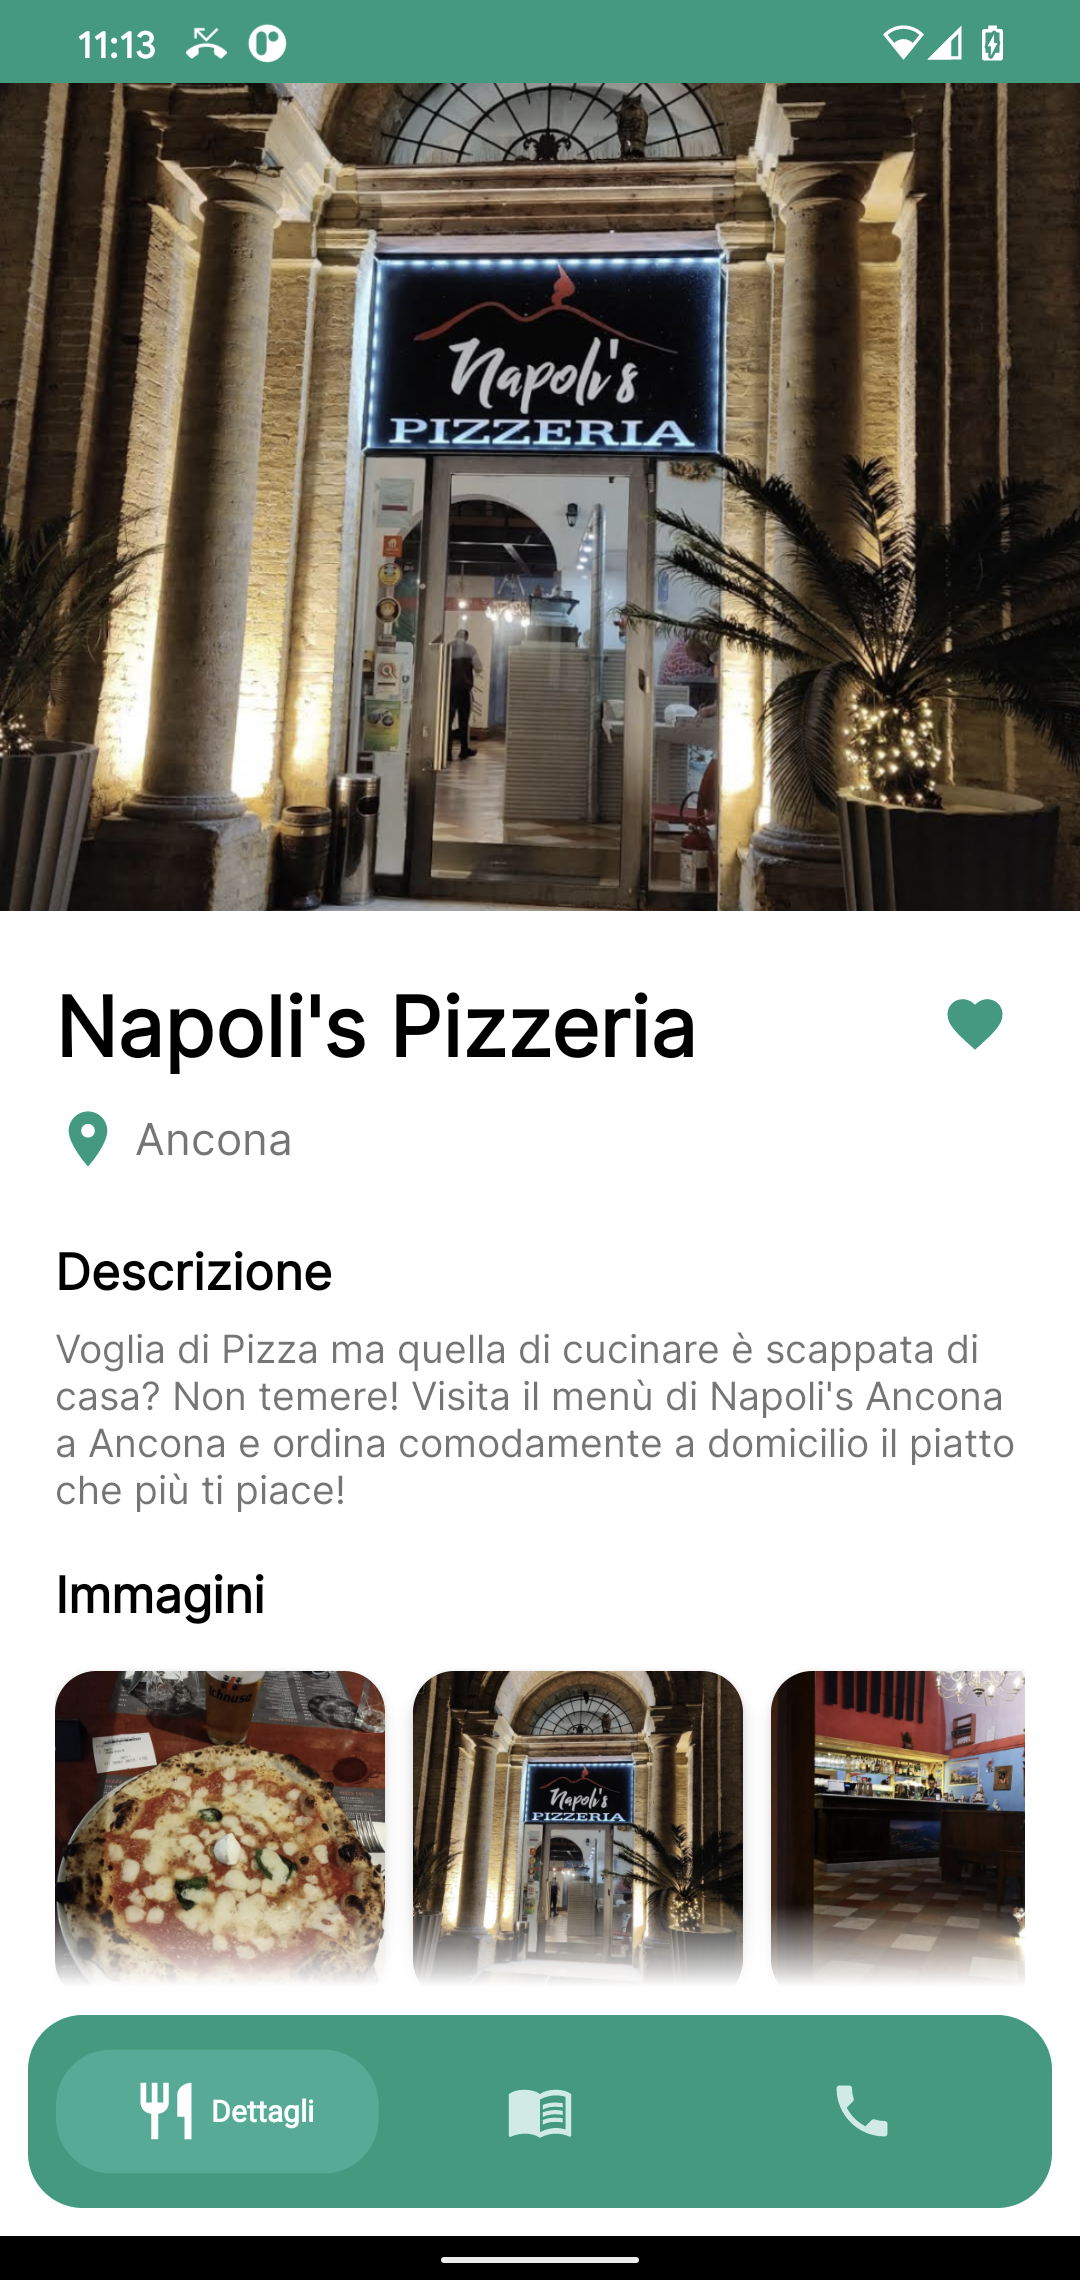 11:13
Napoli's
PIZZERIA
Napoli's Pizzeria
Ancona
Descrizione
Voglia di Pizza ma quella di cucinare è scappata di
casa? Non temere! Visita il menù di Napoli's Ancona
a Ancona e ordina comodamente a domicilio il piatto
che più ti piace!
Immagini
Ichnusa
Napoli's
PIZZERIA
Dettagli